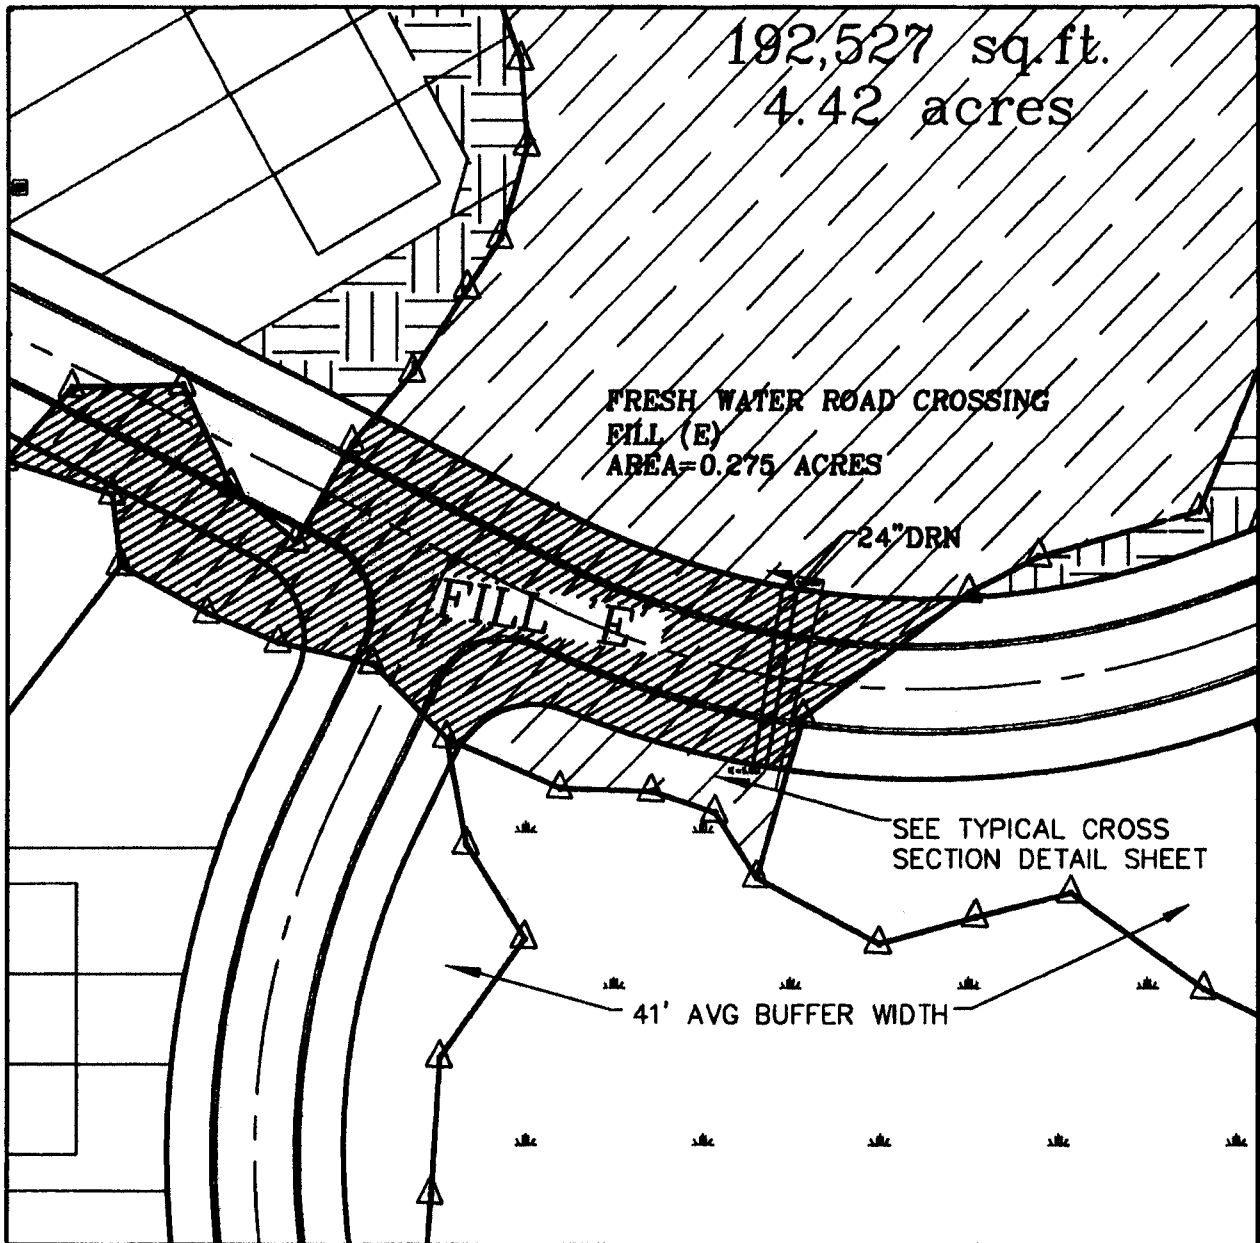 192,527 sq.ft.
4.42 acres
FRESH WATER ROAD CROSSING
FILL (E)
AREA=0.275 ACRES
24"DRN
FILL 'E'
SEE TYPICAL CROSS
SECTION DETAIL SHEET
41' AVG BUFFER WIDTH